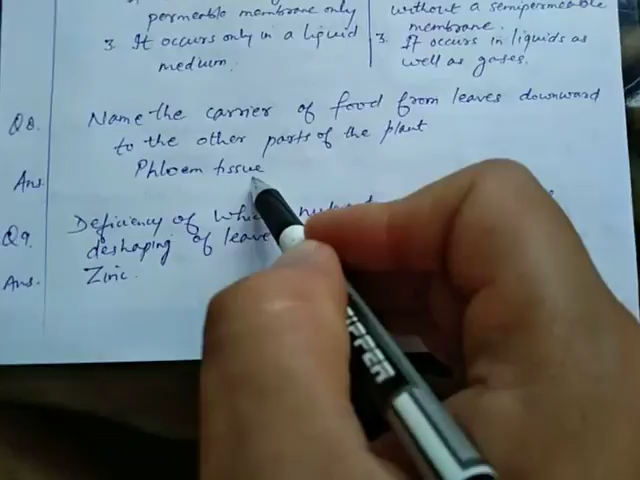 permeable membrane only
3. It occurs only in a liquid
medium.
without a semipermeable
membrane.
3. It occurs in liquids as
well as gases.
Q8. Name the carrier of food from leaves downward
to the other parts of the plant
Ans. Phloem tissue
Q9. Deficiency of
deshaping of
Ans. Zinc.